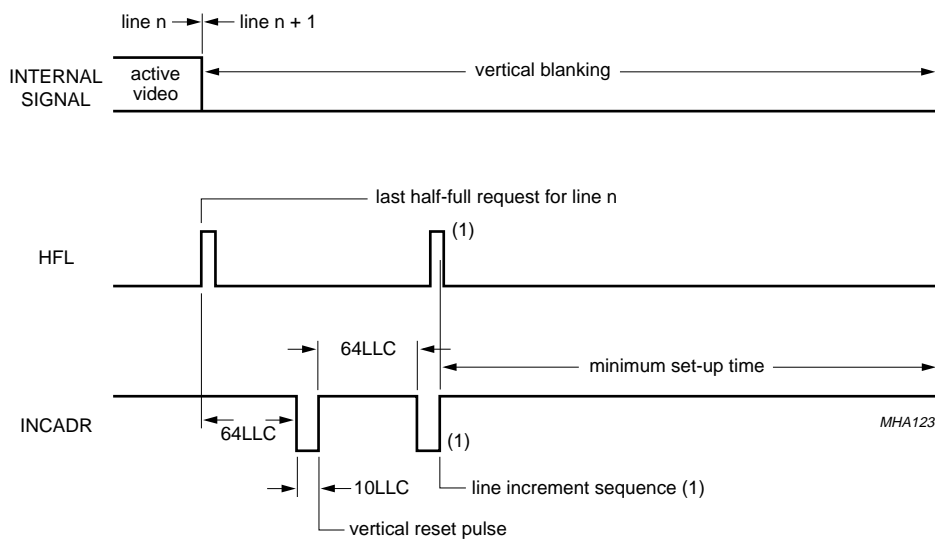 line n
line n + 1
INTERNAL
SIGNAL
active
video
vertical blanking
last half-full request for line n
HFL
(1)
64LLC
minimum set-up time
INCADR
64LLC
(1)
MHA123
10LLC
line increment sequence (1)
vertical reset pulse